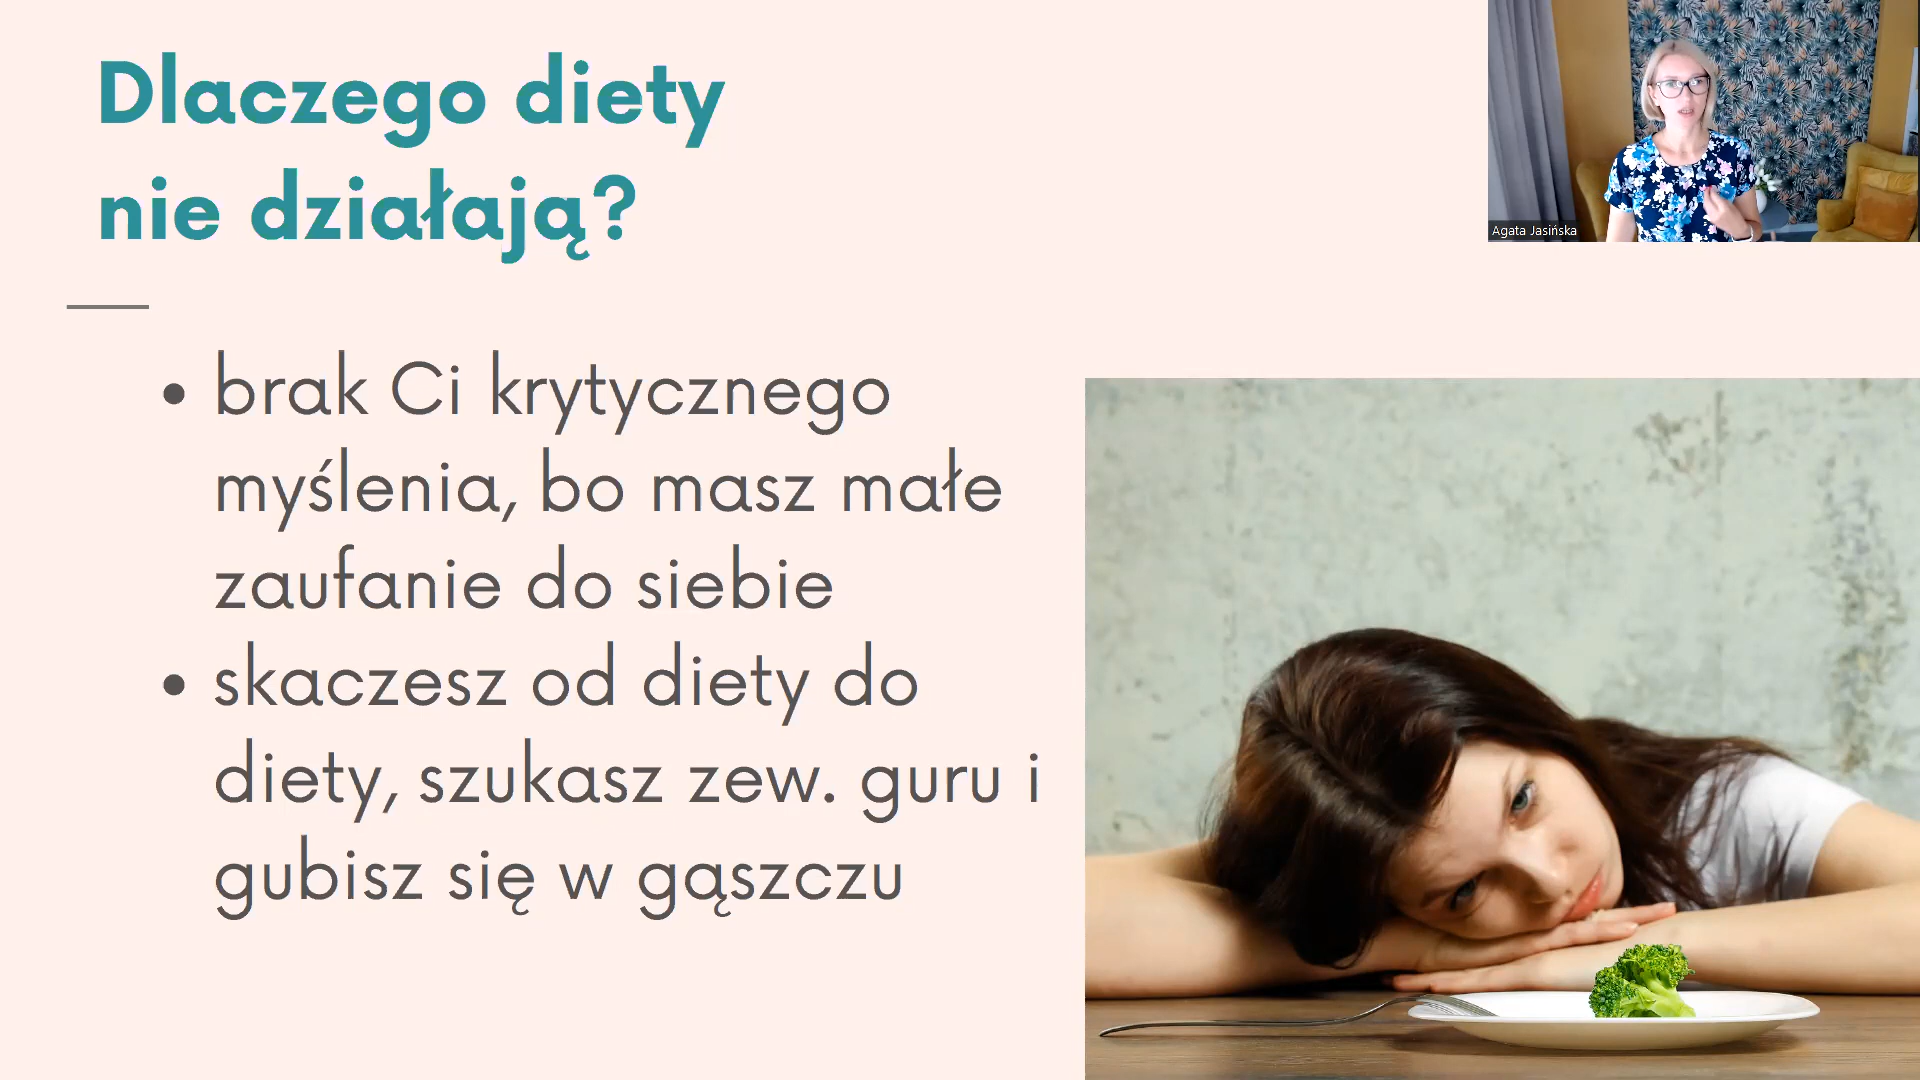 Dlaczego diety
nie działają?
Agata Jasińska
• brak Ci krytycznego
myślenia, bo masz małe
zaufanie do siebie
• skaczesz od diety do
diety, szukasz zew. guru i
gubisz się w gąszczu